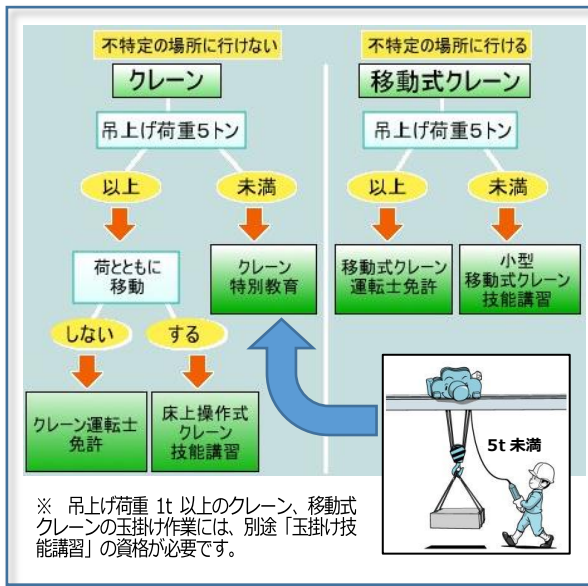 不特定の場所に行けない
クレーン
吊上げ荷重5トン
以上
未満
荷とともに
移動
クレーン
特別教育
しない
する
クレーン運転士
免許
床上操作式
クレーン
技能講習
不特定の場所に行ける
移動式クレーン
吊上げ荷重5トン
以上
未満
移動式クレーン
運転士免許
小型
移動式クレーン
技能講習
5t 未満
※　吊上げ荷重 1t 以上のクレーン、移動式
クレーンの玉掛け作業には、別途「玉掛け技
能講習」の資格が必要です。